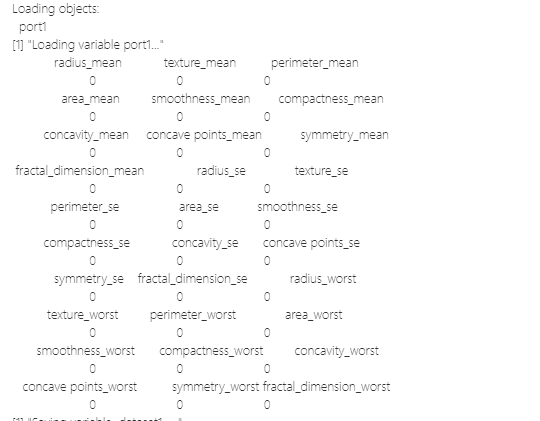 Loading objects:
port1
[1] "Loading variable port1..."
radius_mean texture_mean perimeter_mean
0 0 0
area_mean smoothness_mean compactness_mean
0 0 0
concavity_mean concave points_mean symmetry_mean
0 0 0
fractal_dimension_mean radius_se texture_se
0 0 0
perimeter_se area_se smoothness_se
0 0 0
compactness_se concavity_se concave points_se
0 0 0
symmetry_se fractal_dimension_se radius_worst
0 0 0
texture_worst perimeter_worst area_worst
0 0 0
smoothness_worst compactness_worst concavity_worst
0 0 0
concave points_worst symmetry_worst fractal_dimension_worst
0 0 0